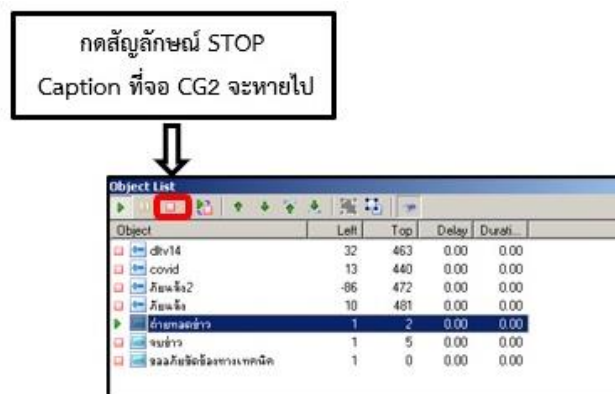 กดสัญลักษณ์ STOP
Caption ที่จอ CG2 จะหายไป
Object List
Object Left Top Delay Durati...
dltv14 32 463 0.00 0.00
covid 13 440 0.00 0.00
ภัยแล้ง2 -86 472 0.00 0.00
ภัยแล้ง 10 481 0.00 0.00
ถ่ายทอดข่าว 1 2 0.00 0.00
จบข่าว 1 5 0.00 0.00
ขออภัยขัดข้องทางเทคนิค 1 0 0.00 0.00